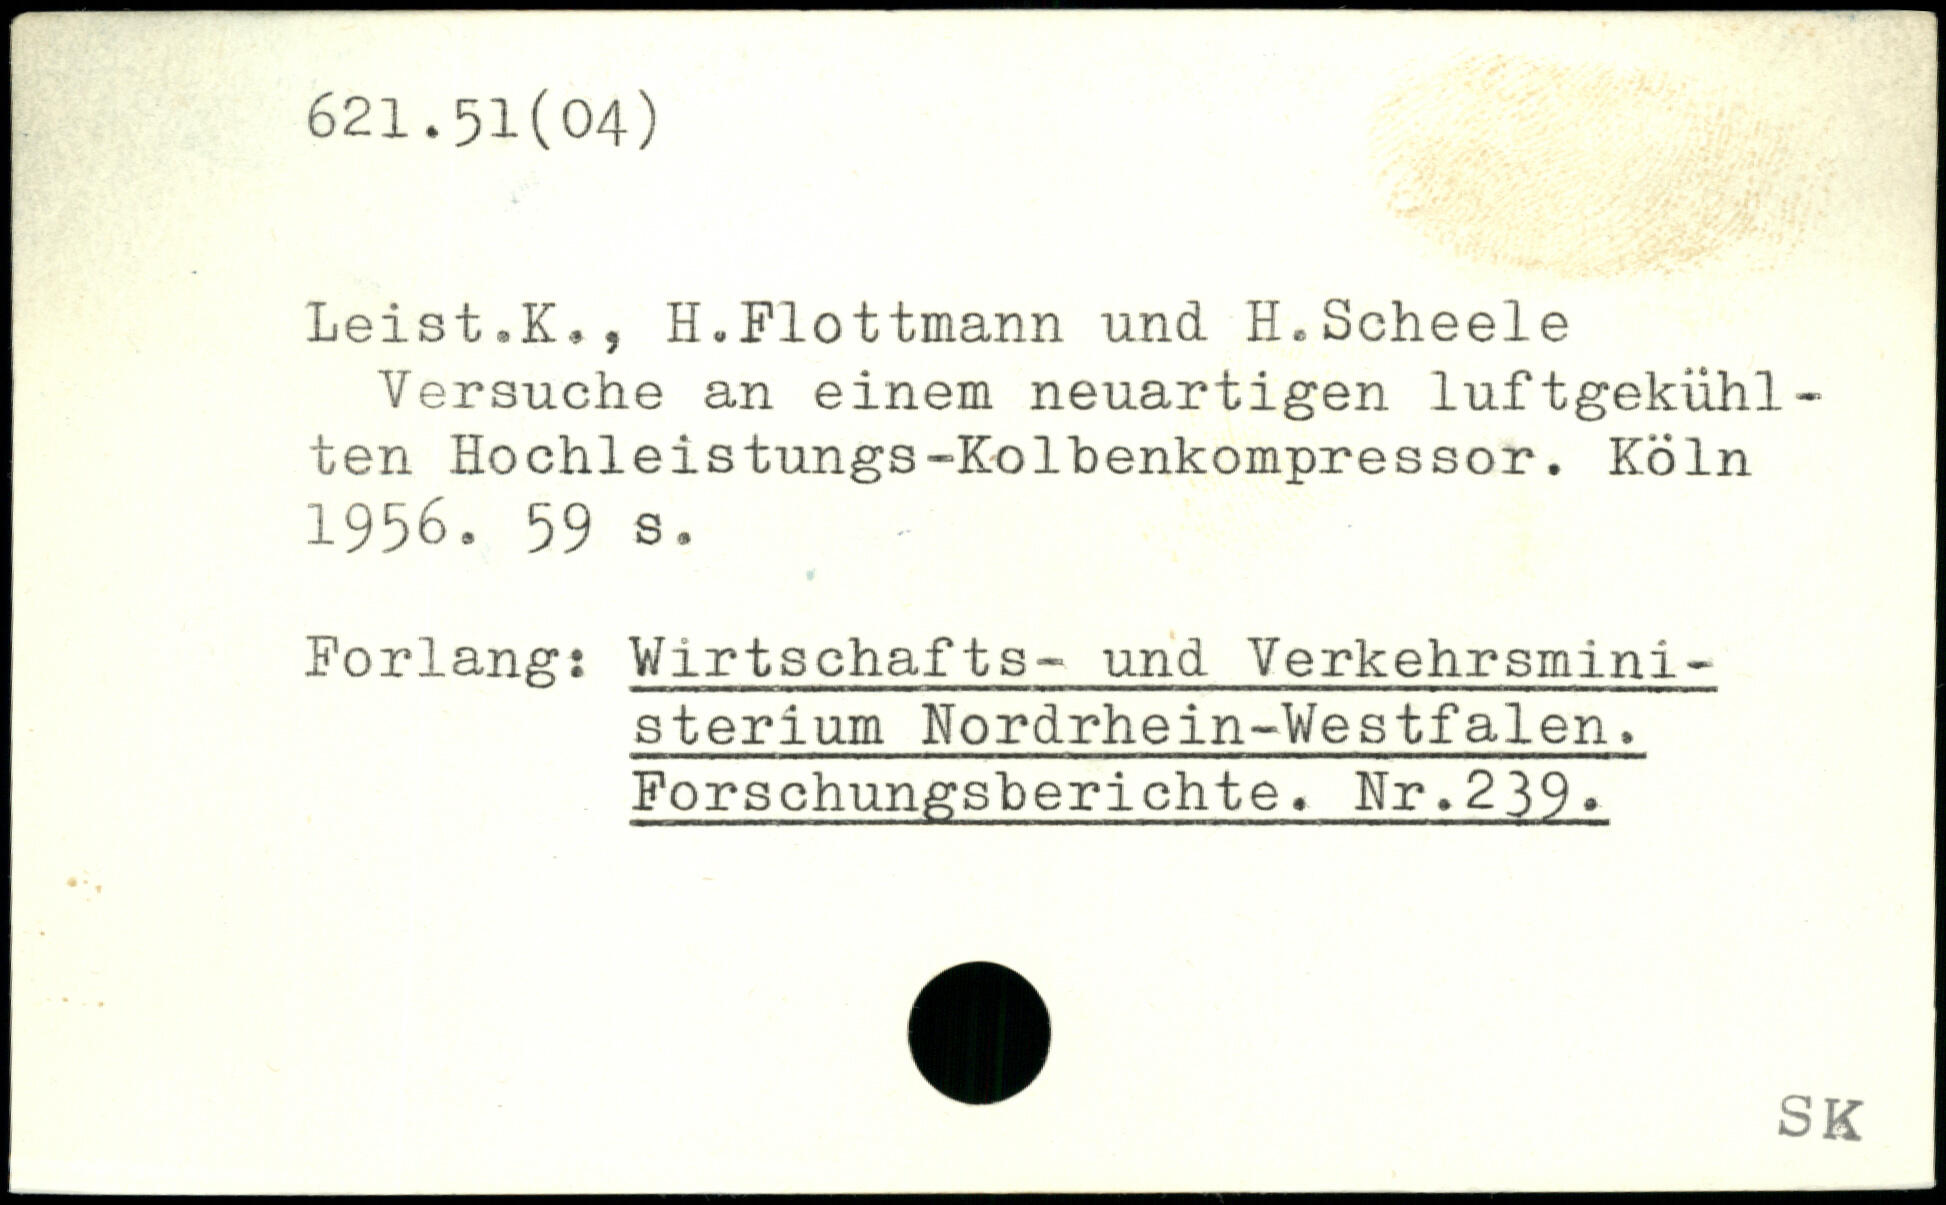 621.51(04)
Leist.K., H.Flottmann und H.Scheele
Versuche an einem neuartigen luftgekühl-
ten Hochleistungs-Kolbenkompressor. Köln
1956. 59 s.
Forlang: Wirtschafts- und Verkehrsmini-
sterium Nordrhein-Westfalen.
Forschungsberichte. Nr.239.
SK